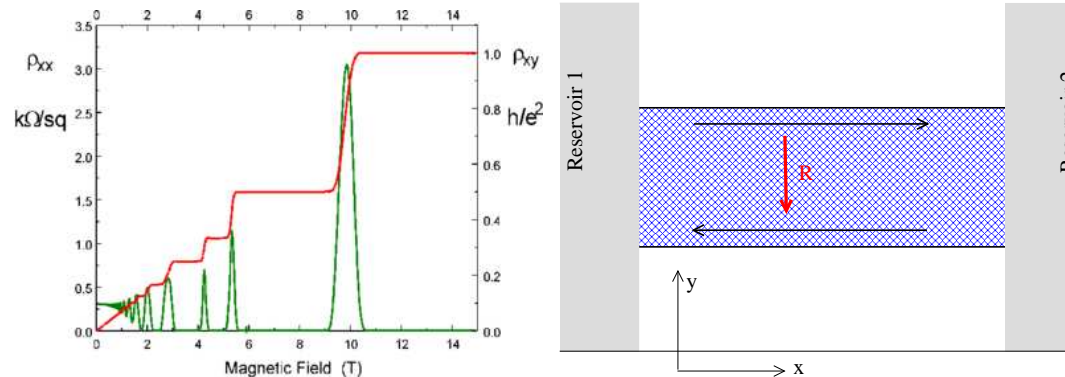 0 2 4 6 8 10 12 14
3.5
3.0
2.5
2.0
1.5
1.0
0.5
0.0
ρxx
kΩ/sq
1.0
0.8
0.6
0.4
0.2
0.0
ρxy
h/e²
0 2 4 6 8 10 12 14
Magnetic Field (T)
Reservoir 1
R
y
x